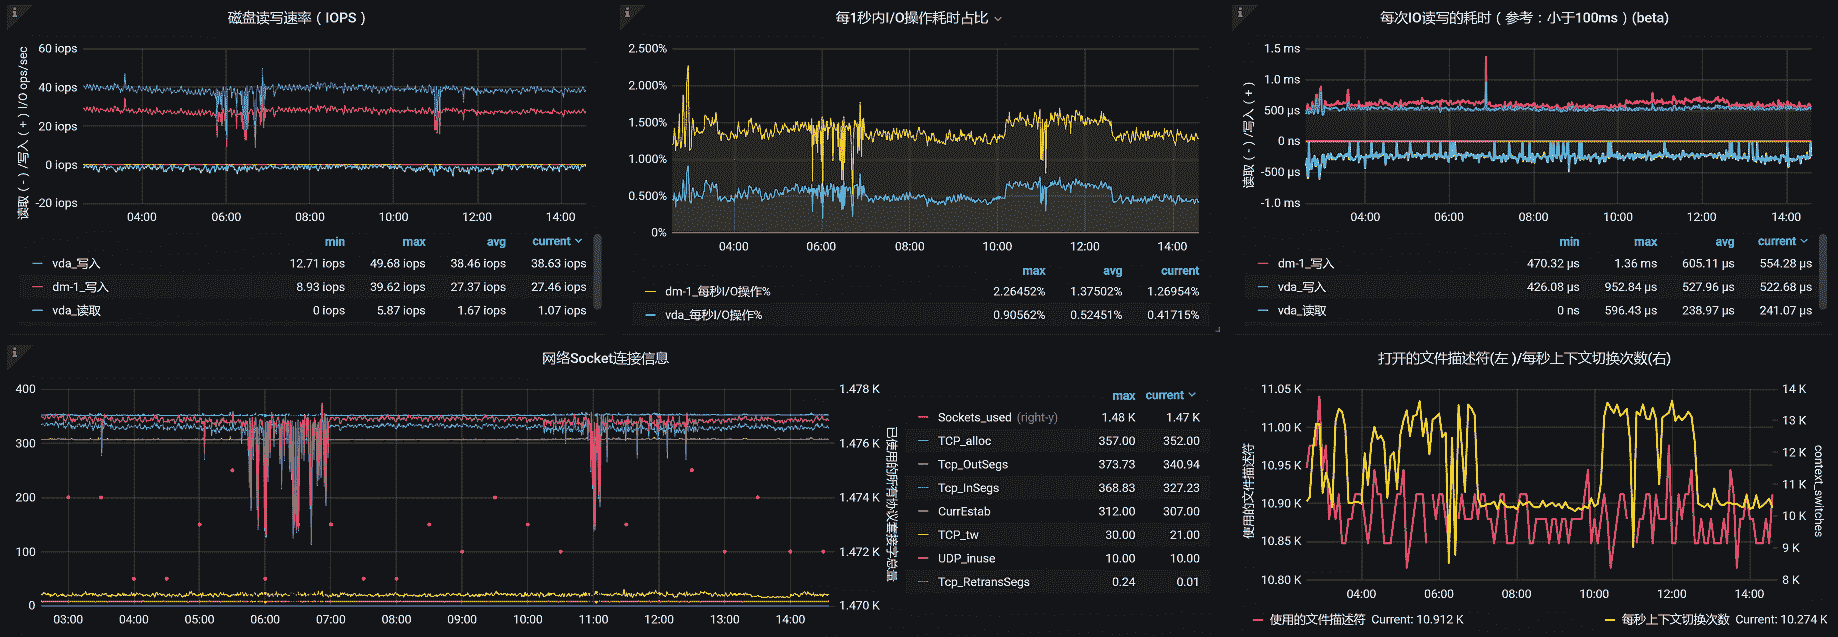 磁盘读写速率（IOPS）
读取（-）/写入（+）I/O ops/sec
60 iops
40 iops
20 iops
0 iops
-20 iops
04:00 06:00 08:00 10:00 12:00 14:00
min max avg current
vda_写入 12.71 iops 49.68 iops 38.46 iops 38.63 iops
dm-1_写入 8.93 iops 39.62 iops 27.37 iops 27.46 iops
vda_读取 0 iops 5.87 iops 1.67 iops 1.07 iops
每1秒内I/O操作耗时占比
2.500%
2.000%
1.500%
1.000%
0.500%
0%
04:00 06:00 08:00 10:00 12:00 14:00
max avg current
dm-1_每秒I/O操作% 2.26452% 1.37502% 1.26954%
vda_每秒I/O操作% 0.90562% 0.52451% 0.41715%
每次IO读写的耗时（参考：小于100ms）(beta)
读取（-）/写入（+）
1.5 ms
1.0 ms
500 µs
0 ns
-500 µs
-1.0 ms
04:00 06:00 08:00 10:00 12:00 14:00
min max avg current
dm-1_写入 470.32 µs 1.36 ms 605.11 µs 554.28 µs
vda_写入 426.08 µs 952.84 µs 527.96 µs 522.68 µs
vda_读取 0 ns 596.43 µs 238.97 µs 241.07 µs
网络Socket连接信息
400
300
200
100
0
1.478 K
1.476 K
1.474 K
1.472 K
1.470 K
已使用的所有协议套接字总量
03:00 04:00 05:00 06:00 07:00 08:00 09:00 10:00 11:00 12:00 13:00 14:00
max current
Sockets_used (right-y) 1.48 K 1.47 K
TCP_alloc 357.00 352.00
Tcp_OutSegs 373.73 340.94
Tcp_InSegs 368.83 327.23
CurrEstab 312.00 307.00
TCP_tw 30.00 21.00
UDP_inuse 10.00 10.00
Tcp_RetransSegs 0.24 0.01
打开的文件描述符(左 )/每秒上下文切换次数(右)
使用的文件描述符
11.05 K
11.00 K
10.95 K
10.90 K
10.85 K
10.80 K
14 K
13 K
12 K
11 K
10 K
9 K
8 K
context_switches
04:00 06:00 08:00 10:00 12:00 14:00
使用的文件描述符 Current: 10.912 K
每秒上下文切换次数 Current: 10.274 K